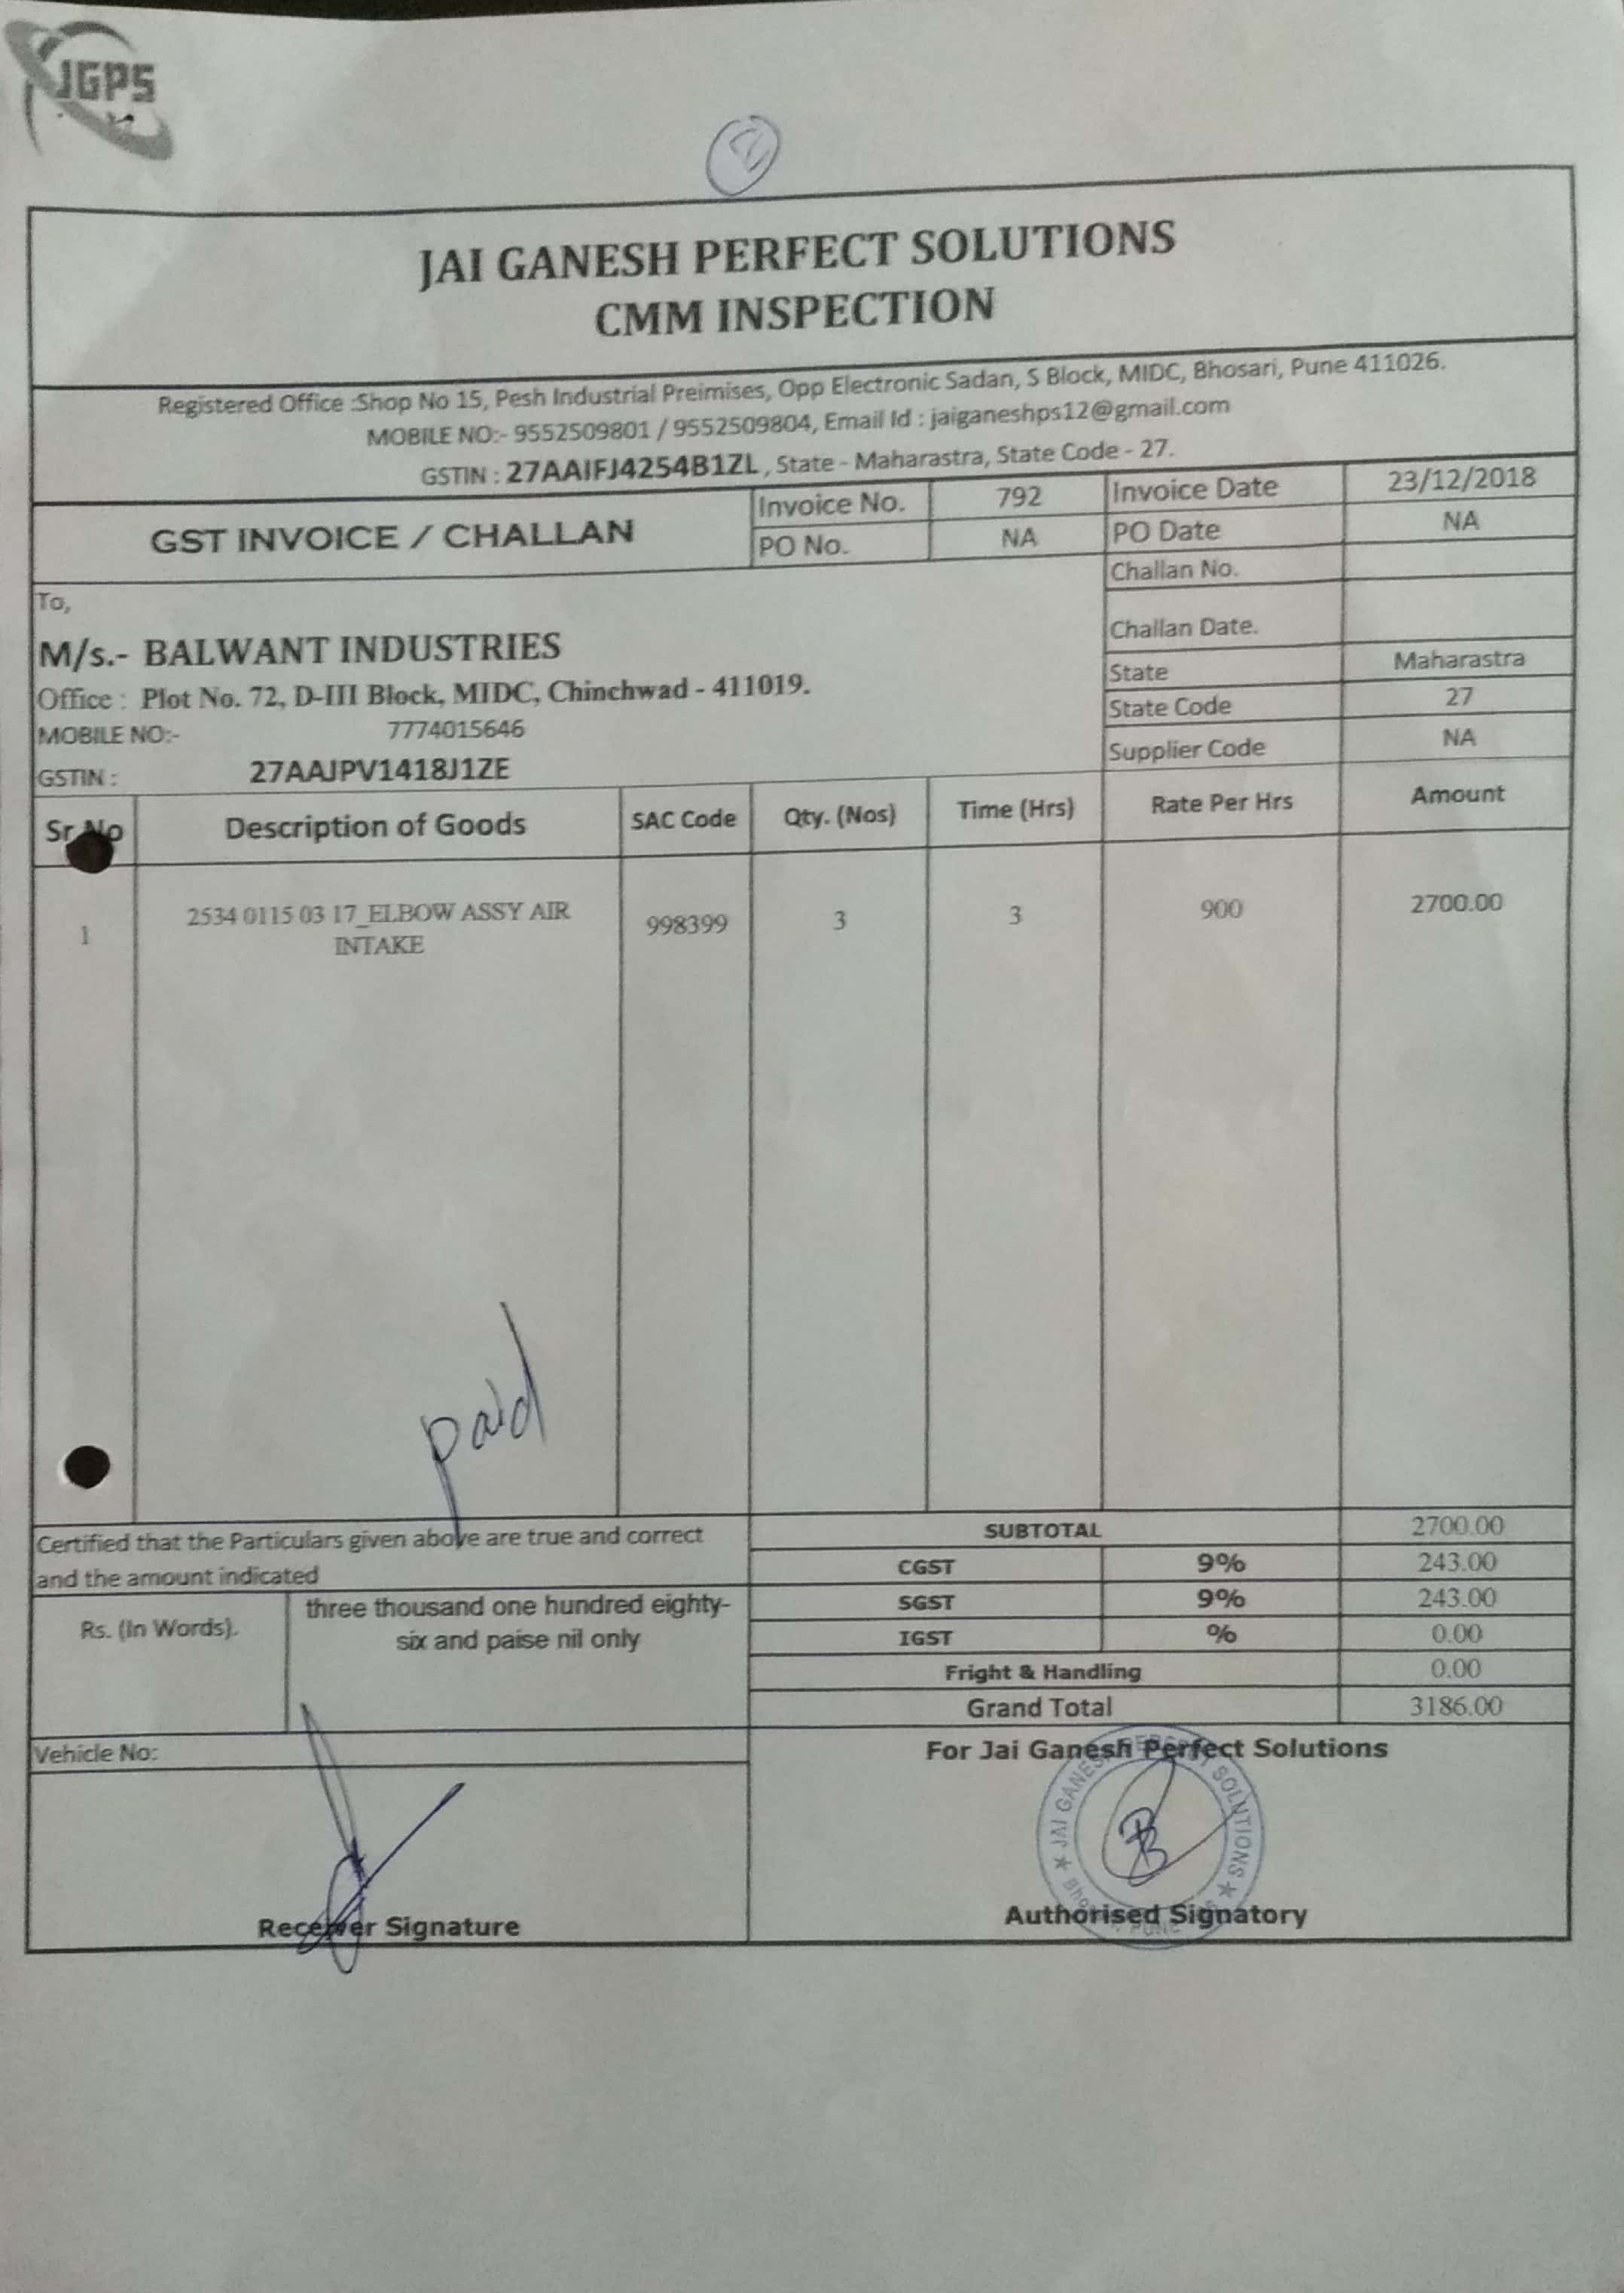 JGPS
2
JAI GANESH PERFECT SOLUTIONS
CMM INSPECTION
Registered Office :Shop No 15, Pesh Industrial Preimises, Opp Electronic Sadan, S Block, MIDC, Bhosari, Pune 411026.
MOBILE NO:- 9552509801 / 9552509804, Email Id : jaiganeshps12@gmail.com
GSTIN : 27AAIFJ4254B1ZL , State - Maharastra, State Code - 27.
GST INVOICE / CHALLAN
Invoice No. 792 Invoice Date 23/12/2018
PO No. NA PO Date NA
Challan No.
To,
Challan Date.
M/s.- BALWANT INDUSTRIES
State Maharastra
Office : Plot No. 72, D-III Block, MIDC, Chinchwad - 411019.
State Code 27
MOBILE NO:- 7774015646
Supplier Code NA
GSTIN : 27AAJPV1418J1ZE
Sr No Description of Goods SAC Code Qty. (Nos) Time (Hrs) Rate Per Hrs Amount
1 2534 0115 03 17_ELBOW ASSY AIR 998399 3 3 900 2700.00
INTAKE
paid
Certified that the Particulars given above are true and correct
and the amount indicated
SUBTOTAL 2700.00
CGST 9% 243.00
SGST 9% 243.00
IGST % 0.00
Fright & Handling 0.00
Grand Total 3186.00
Rs. (In Words). three thousand one hundred eighty-
six and paise nil only
Vehicle No:
For Jai Ganesh Perfect Solutions
JAI GANESH PERFECT SOLUTIONS
Receiver Signature
Authorised Signatory